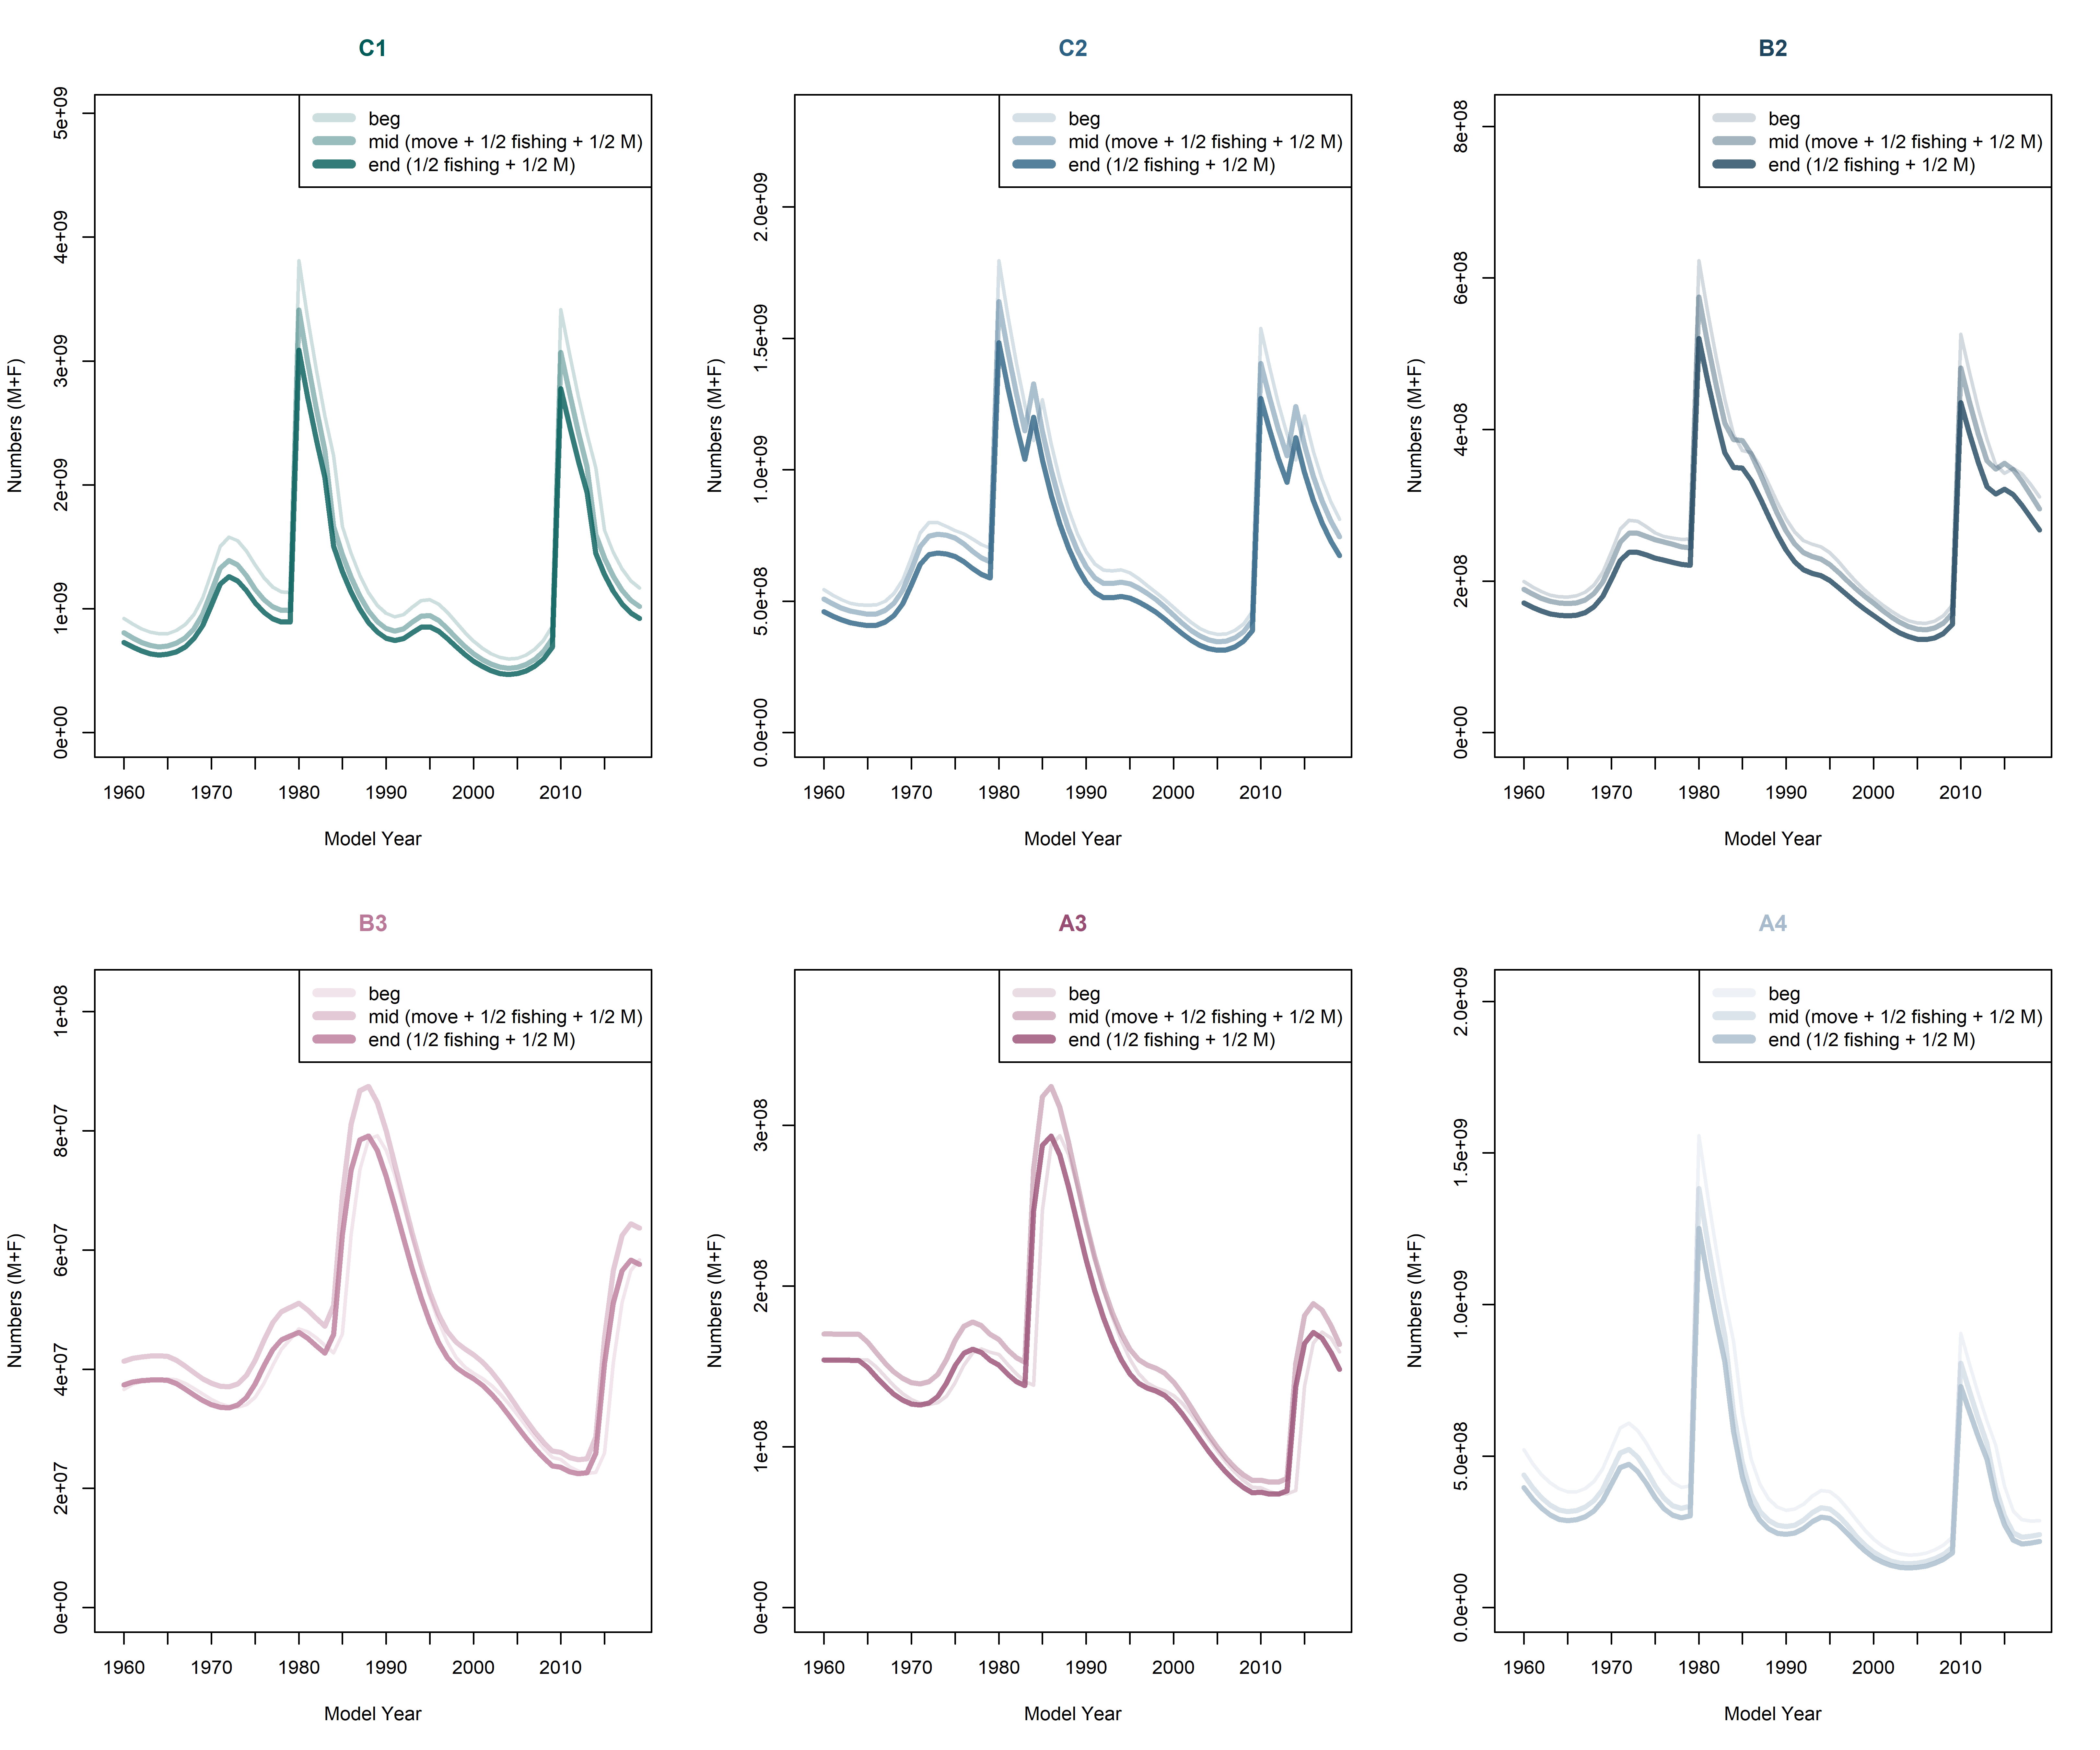 C1
beg
mid (move + 1/2 fishing + 1/2 M)
end (1/2 fishing + 1/2 M)
Numbers (M+F)
5e+09
4e+09
3e+09
2e+09
1e+09
0e+00
1960 1970 1980 1990 2000 2010
Model Year
C2
beg
mid (move + 1/2 fishing + 1/2 M)
end (1/2 fishing + 1/2 M)
Numbers (M+F)
2.0e+09
1.5e+09
1.0e+09
5.0e+08
0.0e+00
1960 1970 1980 1990 2000 2010
Model Year
B2
beg
mid (move + 1/2 fishing + 1/2 M)
end (1/2 fishing + 1/2 M)
Numbers (M+F)
8e+08
6e+08
4e+08
2e+08
0e+00
1960 1970 1980 1990 2000 2010
Model Year
B3
beg
mid (move + 1/2 fishing + 1/2 M)
end (1/2 fishing + 1/2 M)
Numbers (M+F)
1e+08
8e+07
6e+07
4e+07
2e+07
0e+00
1960 1970 1980 1990 2000 2010
Model Year
A3
beg
mid (move + 1/2 fishing + 1/2 M)
end (1/2 fishing + 1/2 M)
Numbers (M+F)
3e+08
2e+08
1e+08
0e+00
1960 1970 1980 1990 2000 2010
Model Year
A4
beg
mid (move + 1/2 fishing + 1/2 M)
end (1/2 fishing + 1/2 M)
Numbers (M+F)
2.0e+09
1.5e+09
1.0e+09
5.0e+08
0.0e+00
1960 1970 1980 1990 2000 2010
Model Year